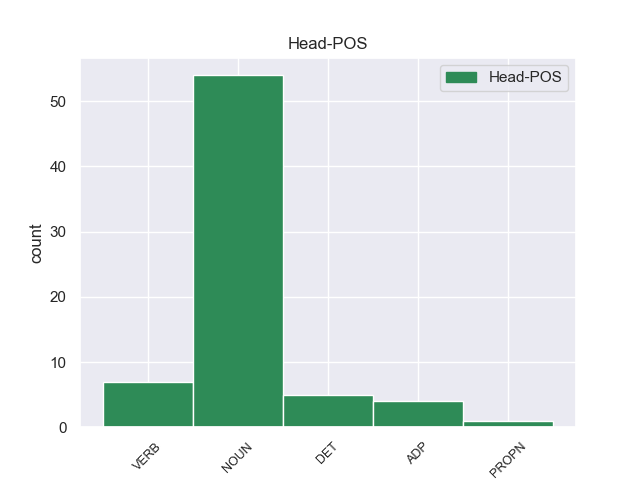 Head-POS
Head-POS
count
50
40
30
20
10
0
VERB
NOUN
DET
ADP
PROPN